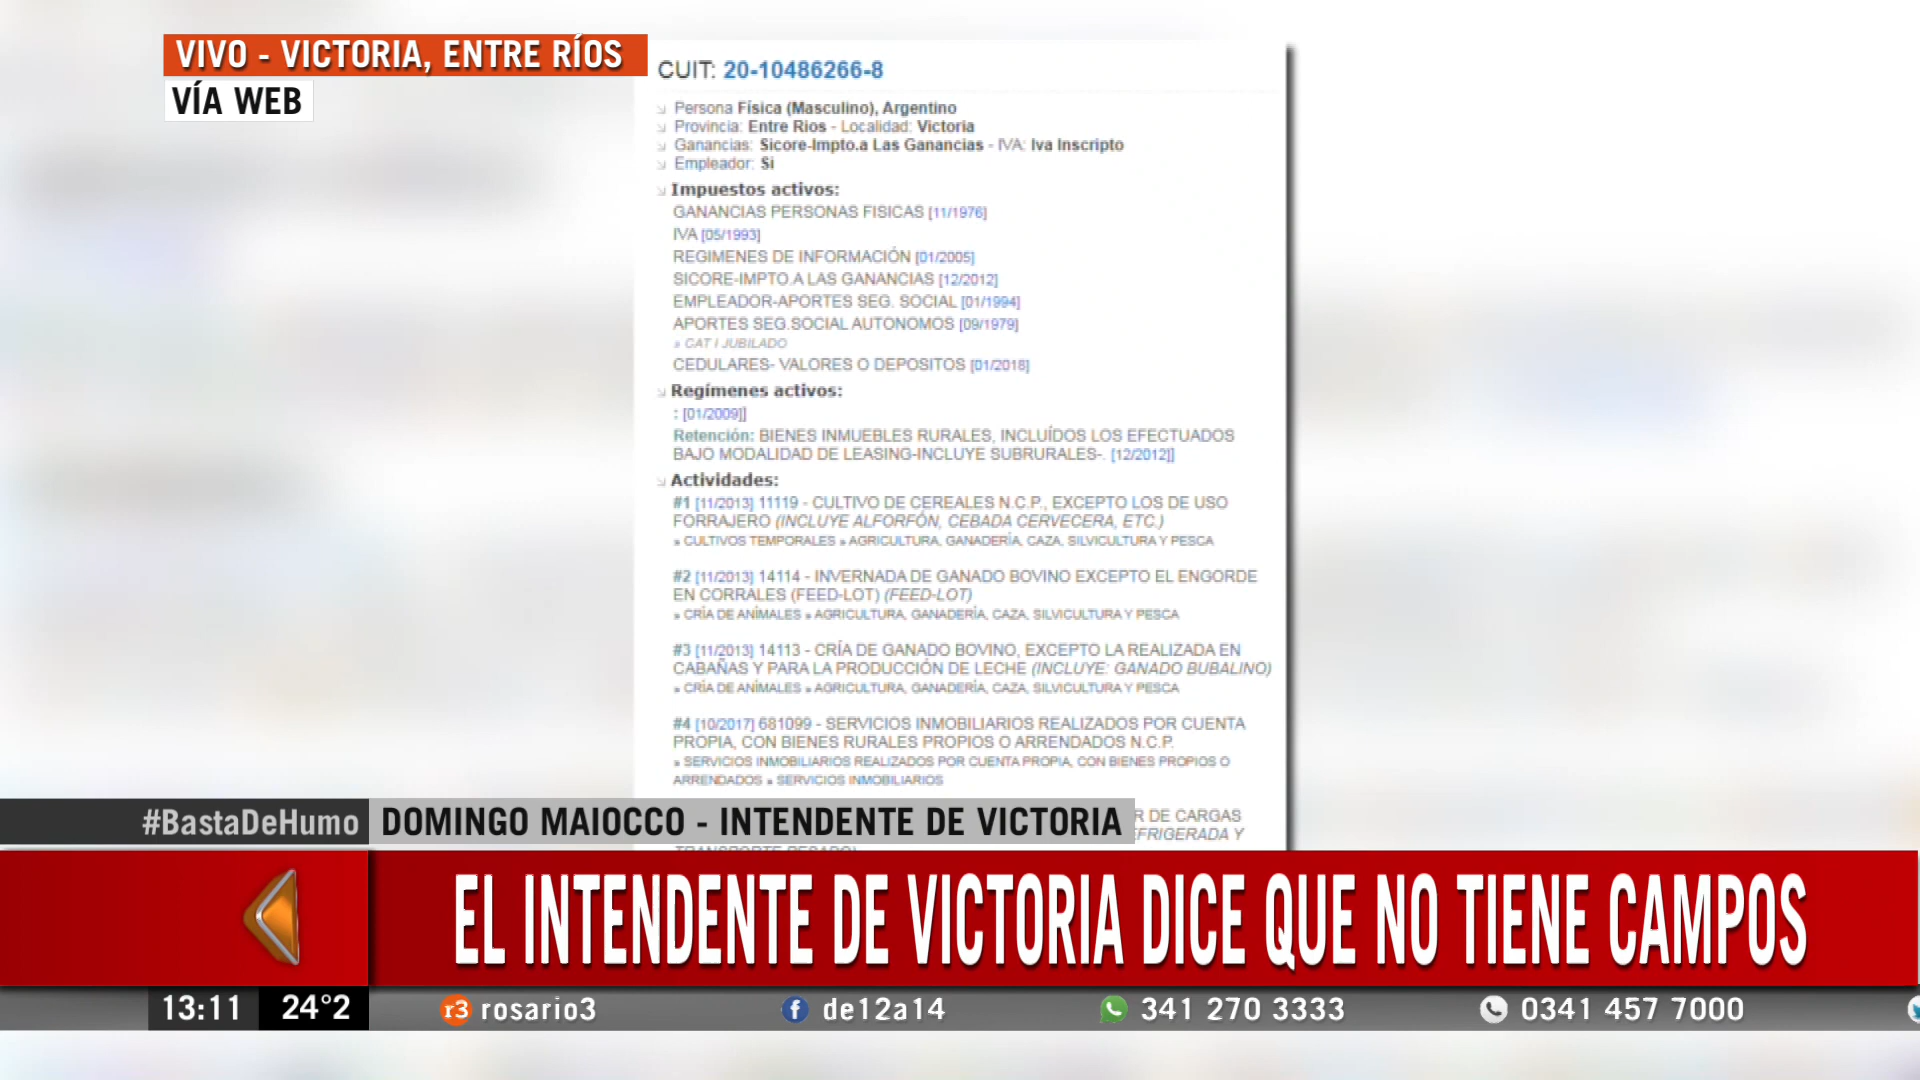 VIVO - VICTORIA, ENTRE RÍOS
VÍA WEB
CUIT: 20-10486266-8
Persona Física (Masculino), Argentino
Provincia: Entre Rios - Localidad: Victoria
Ganancias: Sicore-Impto.a Las Ganancias - IVA: Iva Inscripto
Empleador: Si
Impuestos activos:
GANANCIAS PERSONAS FISICAS [11/1976]
IVA [05/1993]
REGIMENES DE INFORMACIÓN [01/2005]
SICORE-IMPTO.A LAS GANANCIAS [12/2012]
EMPLEADOR-APORTES SEG. SOCIAL [01/1994]
APORTES SEG.SOCIAL AUTONOMOS [09/1979]
» CAT I JUBILADO
CEDULARES- VALORES O DEPOSITOS [01/2018]
Regímenes activos:
: [01/2009]]
Retención: BIENES INMUEBLES RURALES, INCLUÍDOS LOS EFECTUADOS
BAJO MODALIDAD DE LEASING-INCLUYE SUBRURALES-. [12/2012]]
Actividades:
#1 [11/2013] 11119 - CULTIVO DE CEREALES N.C.P., EXCEPTO LOS DE USO
FORRAJERO (INCLUYE ALFORFÓN, CEBADA CERVECERA, ETC.)
» CULTIVOS TEMPORALES » AGRICULTURA, GANADERÍA, CAZA, SILVICULTURA Y PESCA
#2 [11/2013] 14114 - INVERNADA DE GANADO BOVINO EXCEPTO EL ENGORDE
EN CORRALES (FEED-LOT) (FEED-LOT)
» CRÍA DE ANIMALES » AGRICULTURA, GANADERÍA, CAZA, SILVICULTURA Y PESCA
#3 [11/2013] 14113 - CRÍA DE GANADO BOVINO, EXCEPTO LA REALIZADA EN
CABAÑAS Y PARA LA PRODUCCIÓN DE LECHE (INCLUYE: GANADO BUBALINO)
» CRÍA DE ANIMALES » AGRICULTURA, GANADERÍA, CAZA, SILVICULTURA Y PESCA
#4 [10/2017] 681099 - SERVICIOS INMOBILIARIOS REALIZADOS POR CUENTA
PROPIA, CON BIENES RURALES PROPIOS O ARRENDADOS N.C.P.
» SERVICIOS INMOBILIARIOS REALIZADOS POR CUENTA PROPIA, CON BIENES PROPIOS O
ARRENDADOS » SERVICIOS INMOBILIARIOS
R DE CARGAS
EFRIGERADA Y
TRANSPORTE PESADO)
#BastaDeHumo
DOMINGO MAIOCCO - INTENDENTE DE VICTORIA
EL INTENDENTE DE VICTORIA DICE QUE NO TIENE CAMPOS
13:11 24°2 r3 rosario3 f de12a14 341 270 3333 0341 457 7000